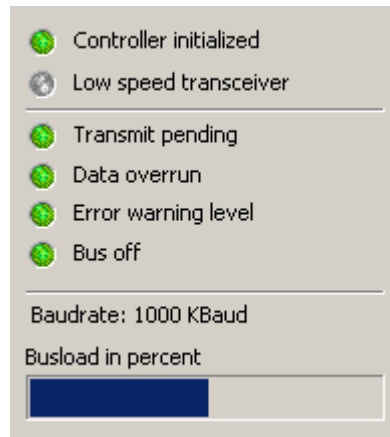 Controller initialized
Low speed transceiver
Transmit pending
Data overrun
Error warning level
Bus off
Baudrate: 1000 KBaud
Busload in percent